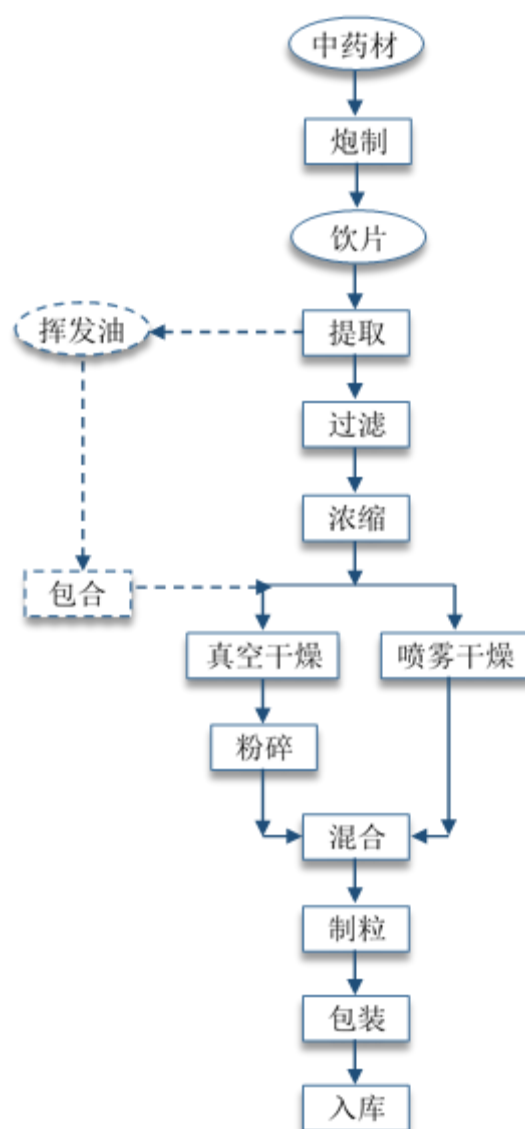 中药材
炮制
饮片
挥发油
提取
过滤
浓缩
包合
真空干燥
喷雾干燥
粉碎
混合
制粒
包装
入库